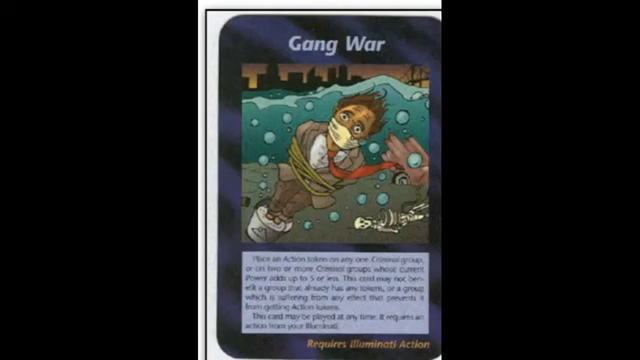 Gang War
Place an Action token on any one Criminal group,
or on two or more Criminal groups whose current
Power adds up to 5 or less. This card may not ben-
efit a group that already has any tokens, or a group
which is suffering from any effect that prevents it
from getting Action tokens.
This card may be played at any time. It requires an
action from your Illuminati.
Requires Illuminati Action